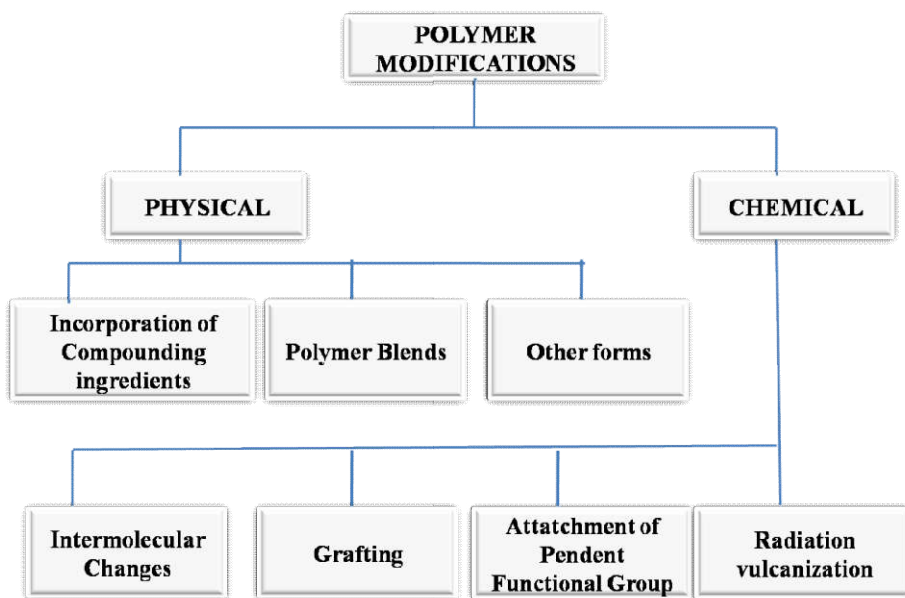 POLYMER
MODIFICATIONS
PHYSICAL
CHEMICAL
Incorporation of
Compounding
ingredients
Polymer Blends
Other forms
Intermolecular
Changes
Grafting
Attatchment of
Pendent
Functional Group
Radiation
vulcanization